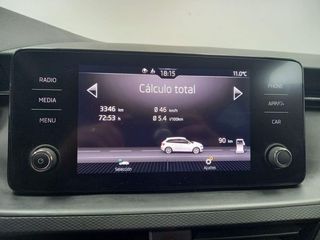 18:15
11.0°C
RADIO
MEDIA
MENU
PHONE
APP
CAR
Cálculo total
3346 km
Ø 46 km/h
72:53 h
Ø 5.4 l/100km
90 km
Selección
Ajustes